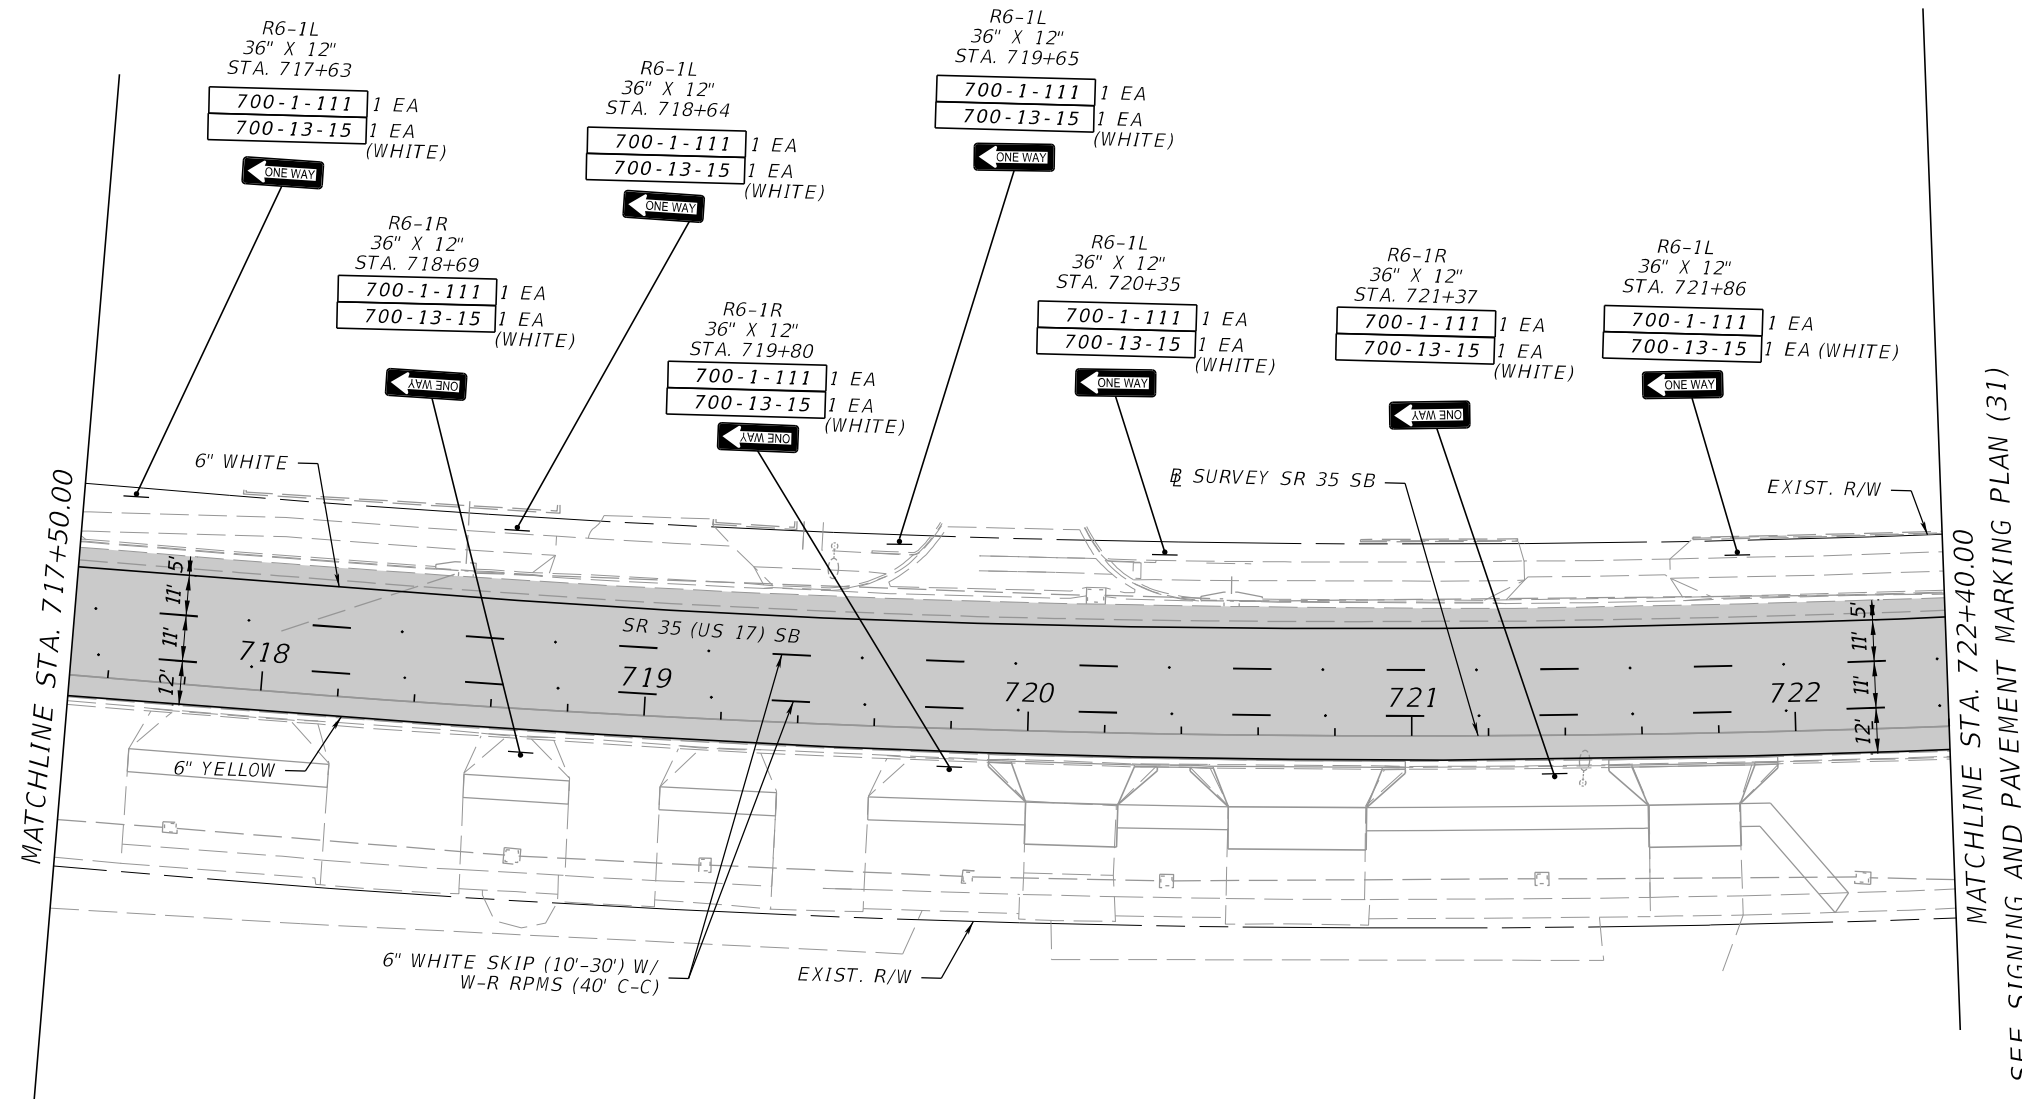 R6-1L
36" X 12"
STA. 717+63
700-1-111 1 EA
700-13-15 1 EA
(WHITE)
ONE WAY
R6-1L
36" X 12"
STA. 718+64
700-1-111 1 EA
700-13-15 1 EA
(WHITE)
ONE WAY
R6-1L
36" X 12"
STA. 719+65
700-1-111 1 EA
700-13-15 1 EA
(WHITE)
ONE WAY
R6-1R
36" X 12"
STA. 718+69
700-1-111 1 EA
700-13-15 1 EA
(WHITE)
ONE WAY
R6-1R
36" X 12"
STA. 719+80
700-1-111 1 EA
700-13-15 1 EA
(WHITE)
ONE WAY
R6-1L
36" X 12"
STA. 720+35
700-1-111 1 EA
700-13-15 1 EA
(WHITE)
ONE WAY
R6-1R
36" X 12"
STA. 721+37
700-1-111 1 EA
700-13-15 1 EA
(WHITE)
ONE WAY
R6-1L
36" X 12"
STA. 721+86
700-1-111 1 EA
700-13-15 1 EA (WHITE)
ONE WAY
6" WHITE
BL SURVEY SR 35 SB
EXIST. R/W
MATCHLINE STA. 717+50.00
5'
11'
11'
12'
SR 35 (US 17) SB
718
719
720
721
722
5'
11'
11'
12'
6" YELLOW
6" WHITE SKIP (10'-30') W/
W-R RPMS (40' C-C)
EXIST. R/W
MATCHLINE STA. 722+40.00
SEE SIGNING AND PAVEMENT MARKING PLAN (31)